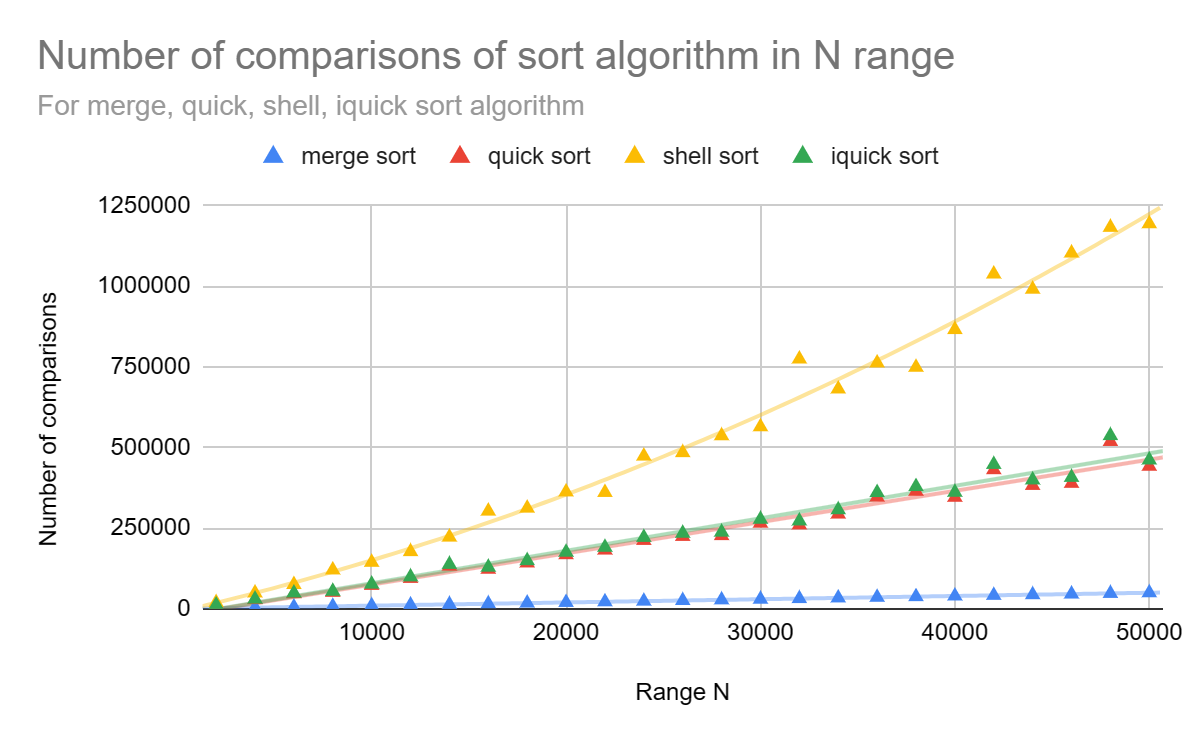 Number of comparisons of sort algorithm in N range
For merge, quick, shell, iquick sort algorithm
merge sort quick sort shell sort iquick sort
1250000
1000000
750000
500000
250000
0
Number of comparisons
10000 20000 30000 40000 50000
Range N